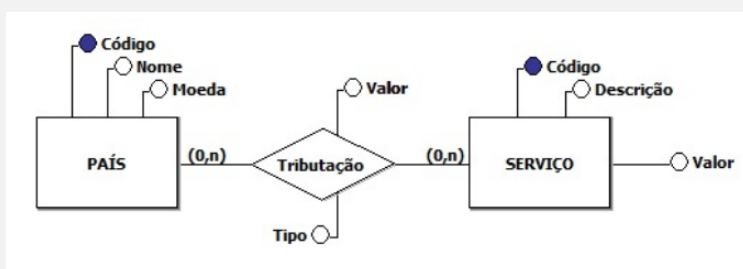 Código
Nome
Moeda
PAÍS
(0,n)
Valor
Tributação
Tipo
(0,n)
Código
Descrição
SERVIÇO
Valor